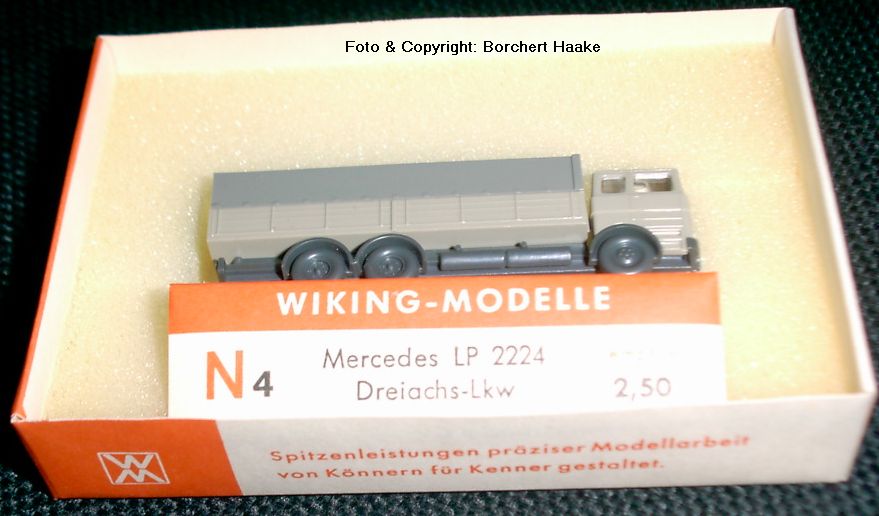 Foto & Copyright: Borchert Haake
WIKING-MODELLE
N4 Mercedes LP 2224
Dreiachs-Lkw 2,50
WM
Spitzenleistungen präziser Modellarbeit
von Könnern für Kenner gestaltet.